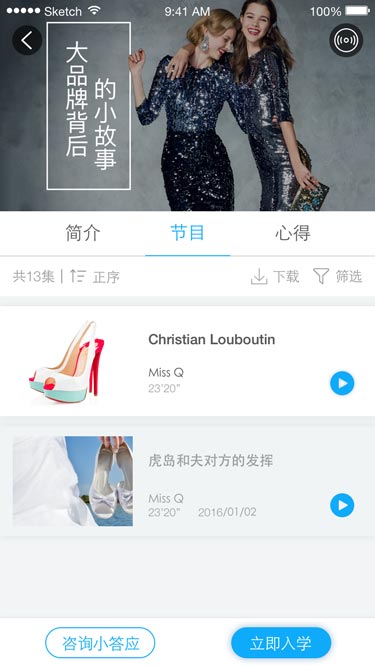 Sketch
9:41 AM
100%
大品牌背后
的小故事
简介
节目
心得
共13集 | 正序
下载
筛选
Christian Louboutin
Miss Q
23'20"
虎岛和夫对方的发挥
Miss Q
23'20" 2016/01/02
咨询小答应
立即入学